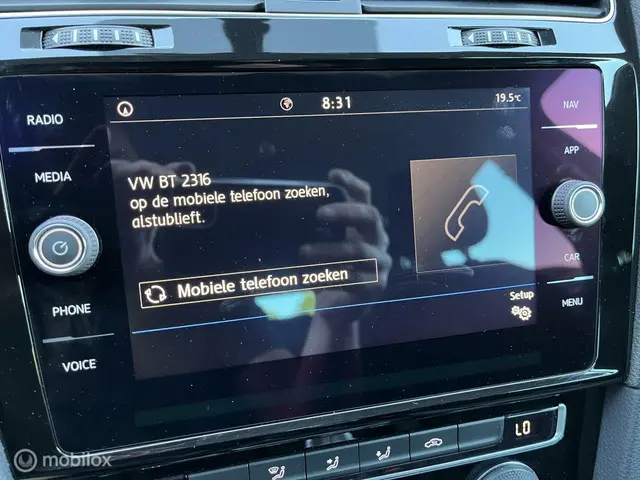 8:31
19.5°C
RADIO
MEDIA
PHONE
VOICE
VW BT 2316
op de mobiele telefoon zoeken,
alstublieft.
Mobiele telefoon zoeken
Setup
NAV
APP
CAR
MENU
LO
mobilox